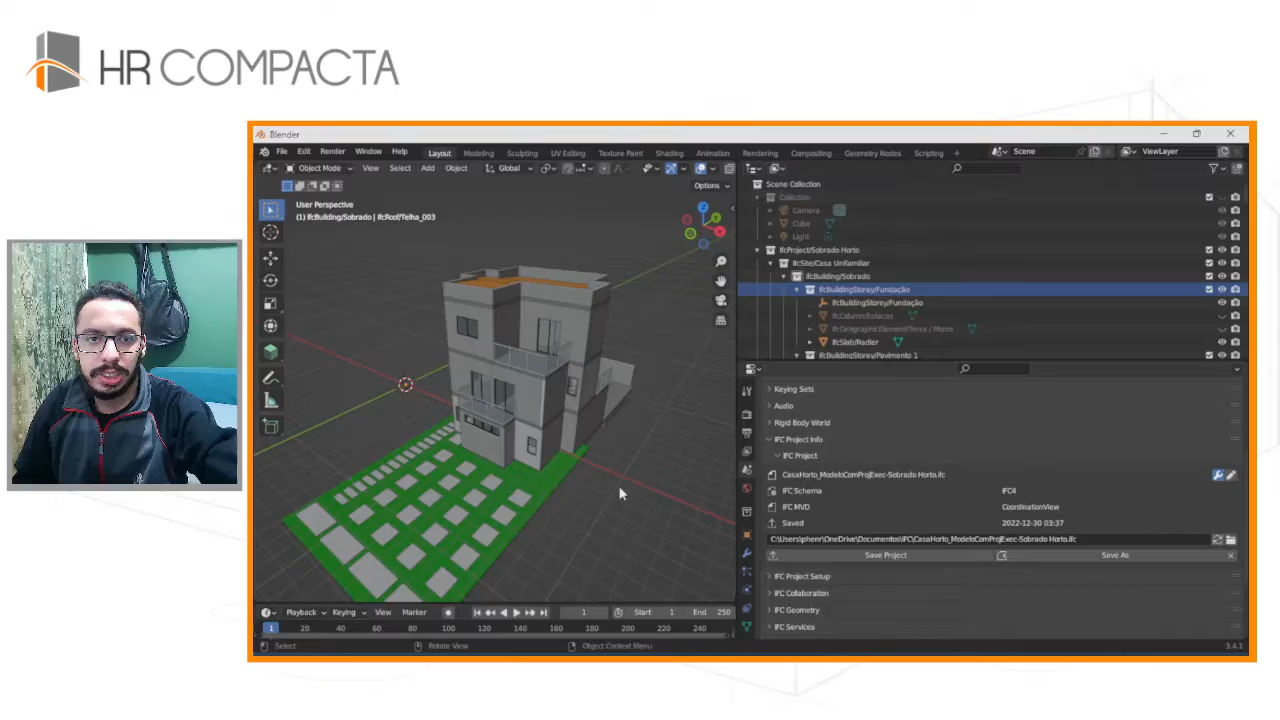 HR COMPACTA
Blender
File Edit Render Window Help
Layout Modeling Sculpting UV Editing Texture Paint Shading Animation Rendering Compositing Geometry Nodes Scripting +
Scene
ViewLayer
Object Mode View Select Add Object
Global
Options
User Perspective
(1) IfcBuilding/Sobrado | IfcRoof/Telha_003
Z
Y
X
Scene Collection
Collection
Camera
Cube
Light
IfcProject/Sobrado Horto
IfcSite/Casa Unifamiliar
IfcBuilding/Sobrado
IfcBuildingStorey/Fundação
IfcBuildingStorey/Fundação
IfcColumn/Estacas
IfcGeographicElement/Terra / Morro
IfcSlab/Radier
IfcBuildingStorey/Pavimento 1
Keying Sets
Audio
Rigid Body World
IFC Project Info
IFC Project
CasaHorto_ModeloComProjExec-Sobrado Horto.ifc
IFC Schema IFC4
IFC MVD CoordinationView
Saved 2022-12-30 03:37
C:\Users\phenr\OneDrive\Documentos\IFC\CasaHorto_ModeloComProjExec-Sobrado Horto.ifc
Save Project Save As
IFC Project Setup
IFC Collaboration
IFC Geometry
IFC Services
Playback Keying View Marker
1 Start 1 End 250
1 20 40 60 80 100 120 140 160 180 200 220 240
Select Rotate View Object Context Menu 3.4.1